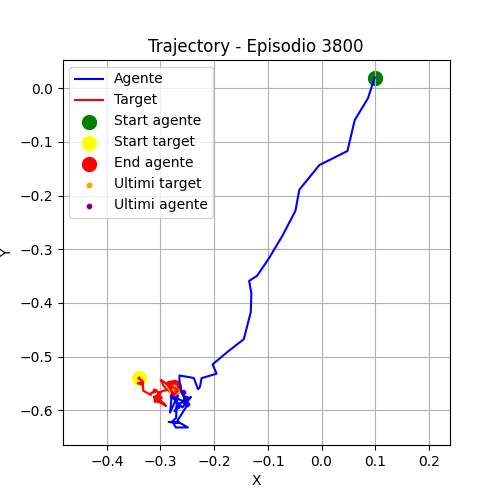 Trajectory - Episodio 3800
Agente
Target
Start agente
Start target
End agente
Ultimi target
Ultimi agente
Y
0.0
−0.1
−0.2
−0.3
−0.4
−0.5
−0.6
−0.4
−0.3
−0.2
−0.1
0.0
0.1
0.2
X